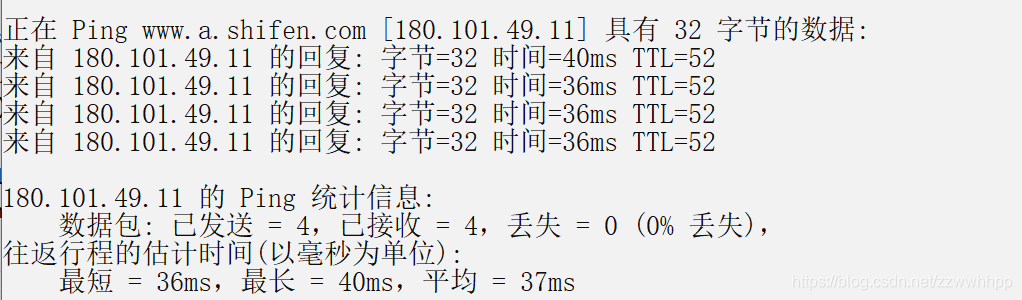 正在 Ping www.a.shifen.com [180.101.49.11] 具有 32 字节的数据:
来自 180.101.49.11 的回复: 字节=32 时间=40ms TTL=52
来自 180.101.49.11 的回复: 字节=32 时间=36ms TTL=52
来自 180.101.49.11 的回复: 字节=32 时间=36ms TTL=52
来自 180.101.49.11 的回复: 字节=32 时间=36ms TTL=52
180.101.49.11 的 Ping 统计信息:
数据包: 已发送 = 4，已接收 = 4，丢失 = 0 (0% 丢失)，
往返行程的估计时间(以毫秒为单位):
最短 = 36ms，最长 = 40ms，平均 = 37ms
https://blog.csdn.net/zzwwhhpp